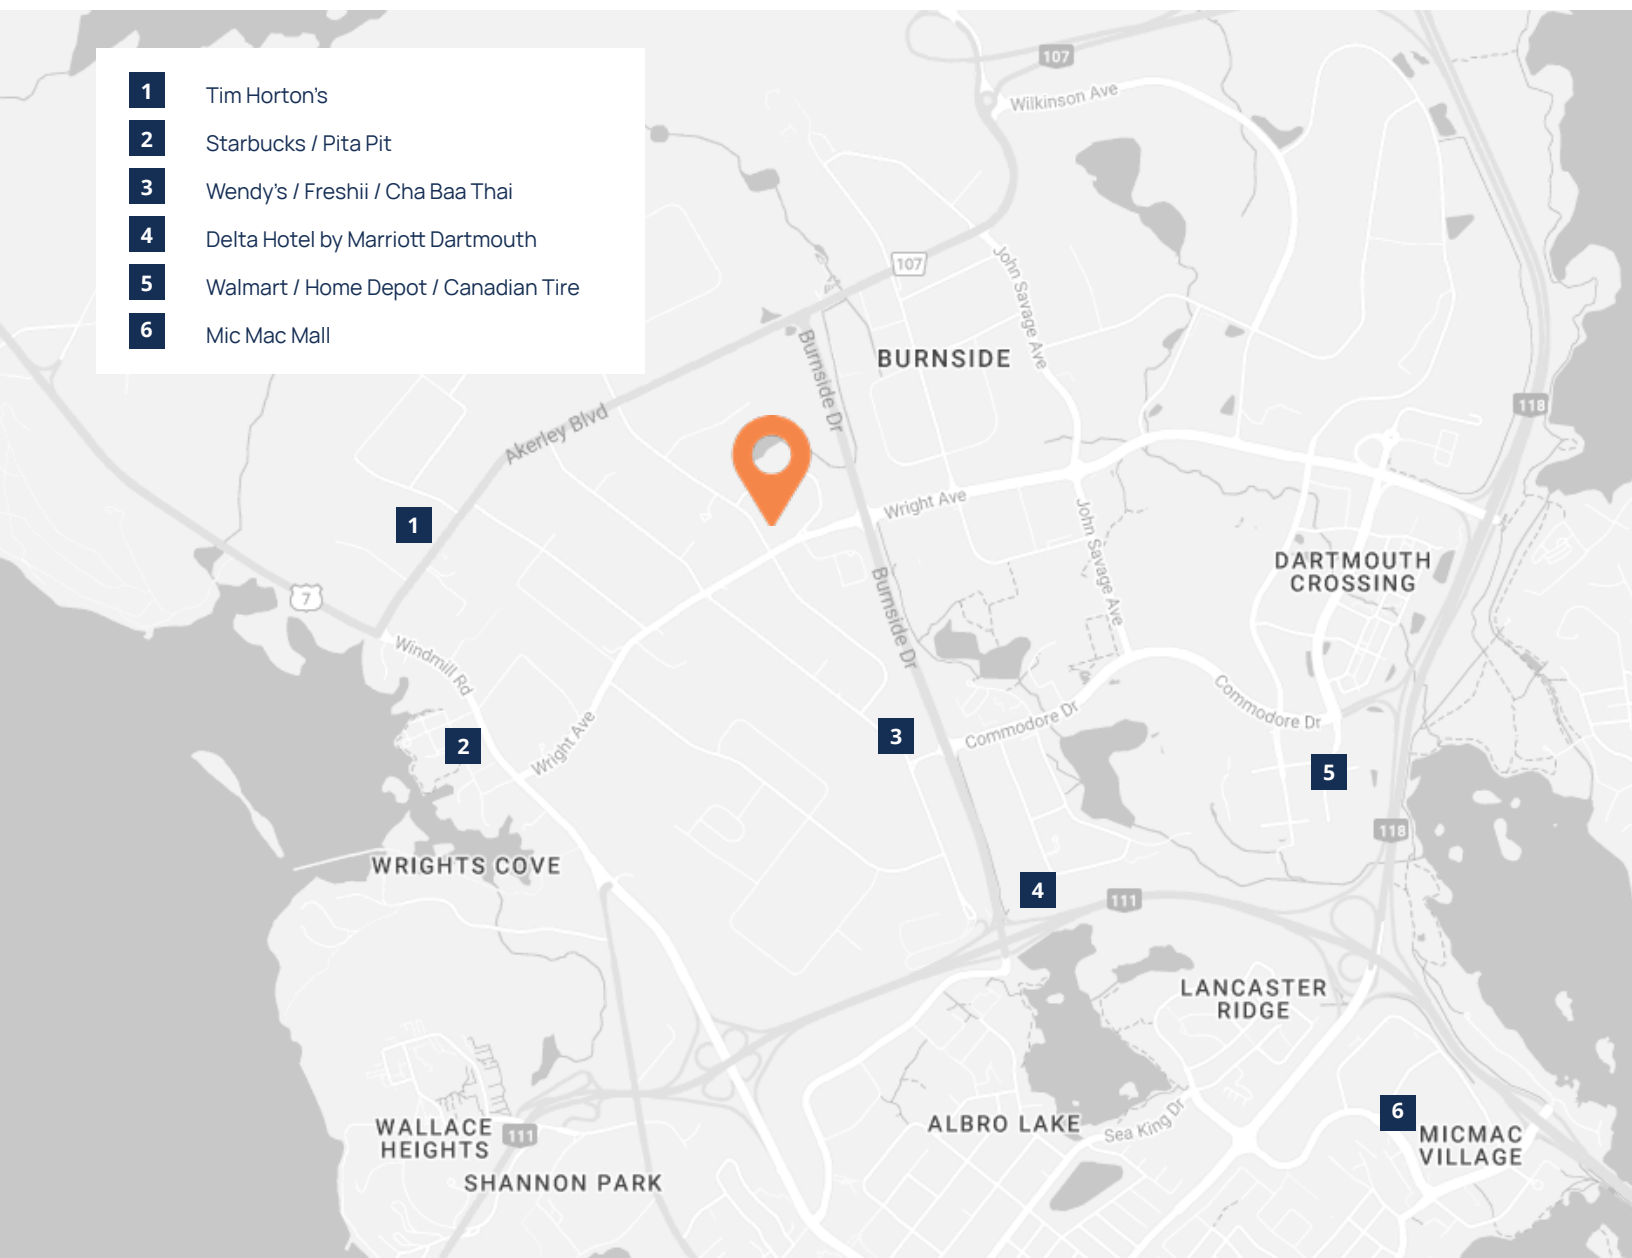 1 Tim Horton's
2 Starbucks / Pita Pit
3 Wendy's / Freshii / Cha Baa Thai
4 Delta Hotel by Marriott Dartmouth
5 Walmart / Home Depot / Canadian Tire
6 Mic Mac Mall
107
Wilkinson Ave
107
John Savage Ave
BURNSIDE
Burnside Dr
118
Akerley Blvd
Wright Ave
1
John Savage Ave
DARTMOUTH
CROSSING
7
Burnside Dr
Windmill Rd
Commodore Dr
Commodore Dr
Wright Ave
2
3
5
118
WRIGHTS COVE
4
111
LANCASTER
RIDGE
6
ALBRO LAKE
Sea King Dr
MICMAC
VILLAGE
WALLACE
HEIGHTS
111
SHANNON PARK